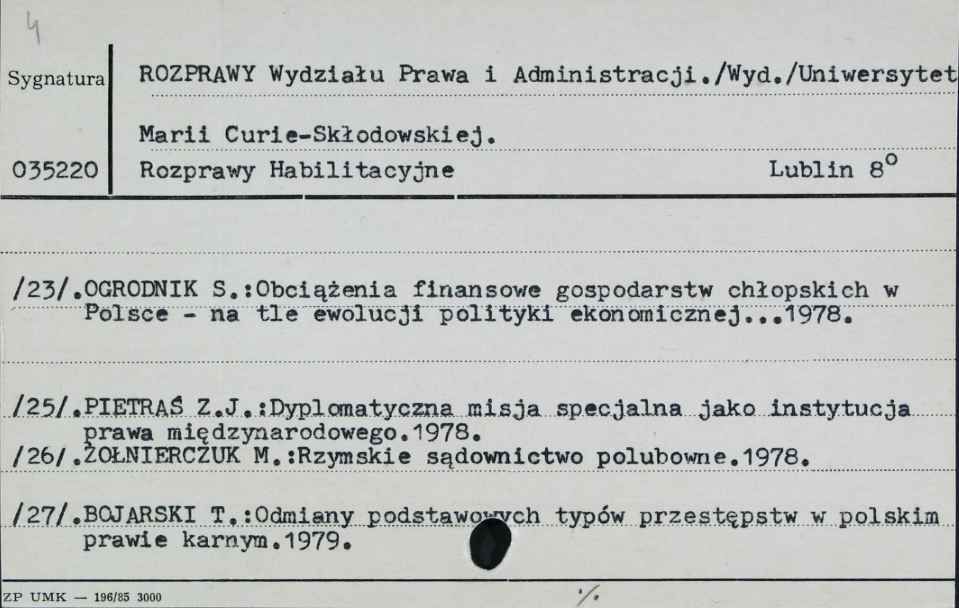 4
Sygnatura
ROZPRAWY Wydziału Prawa i Administracji./Wyd./Uniwersytet
Marii Curie-Skłodowskiej.
035220 Rozprawy Habilitacyjne Lublin 8°
/23/.OGRODNIK S.:Obciążenia finansowe gospodarstw chłopskich w
Polsce - na tle ewolucji polityki ekonomicznej...1978.
/25/.PIETRAŚ Z.J.:Dyplomatyczna misja specjalna jako instytucja
prawa międzynarodowego.1978.
/26/.ŻOŁNIERCZUK M.:Rzymskie sądownictwo polubowne.1978.
/27/.BOJARSKI T.:Odmiany podstawowych typów przestępstw w polskim
prawie karnym.1979.
ZP UMK — 196/85 3000
./.